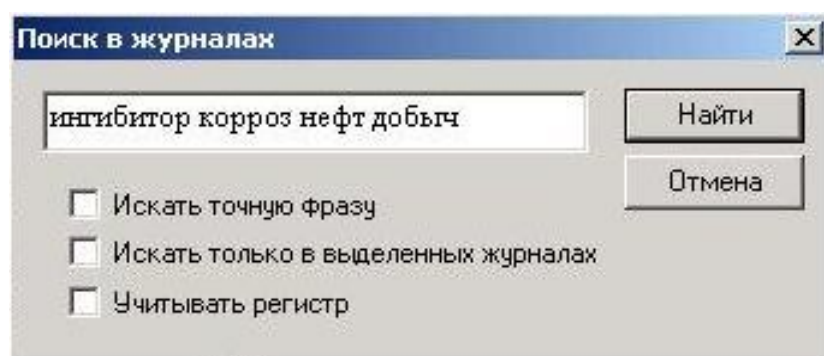 Поиск в журналах
ингибитор корроз нефт добыч
Найти
Отмена
Искать точную фразу
Искать только в выделенных журналах
Учитывать регистр